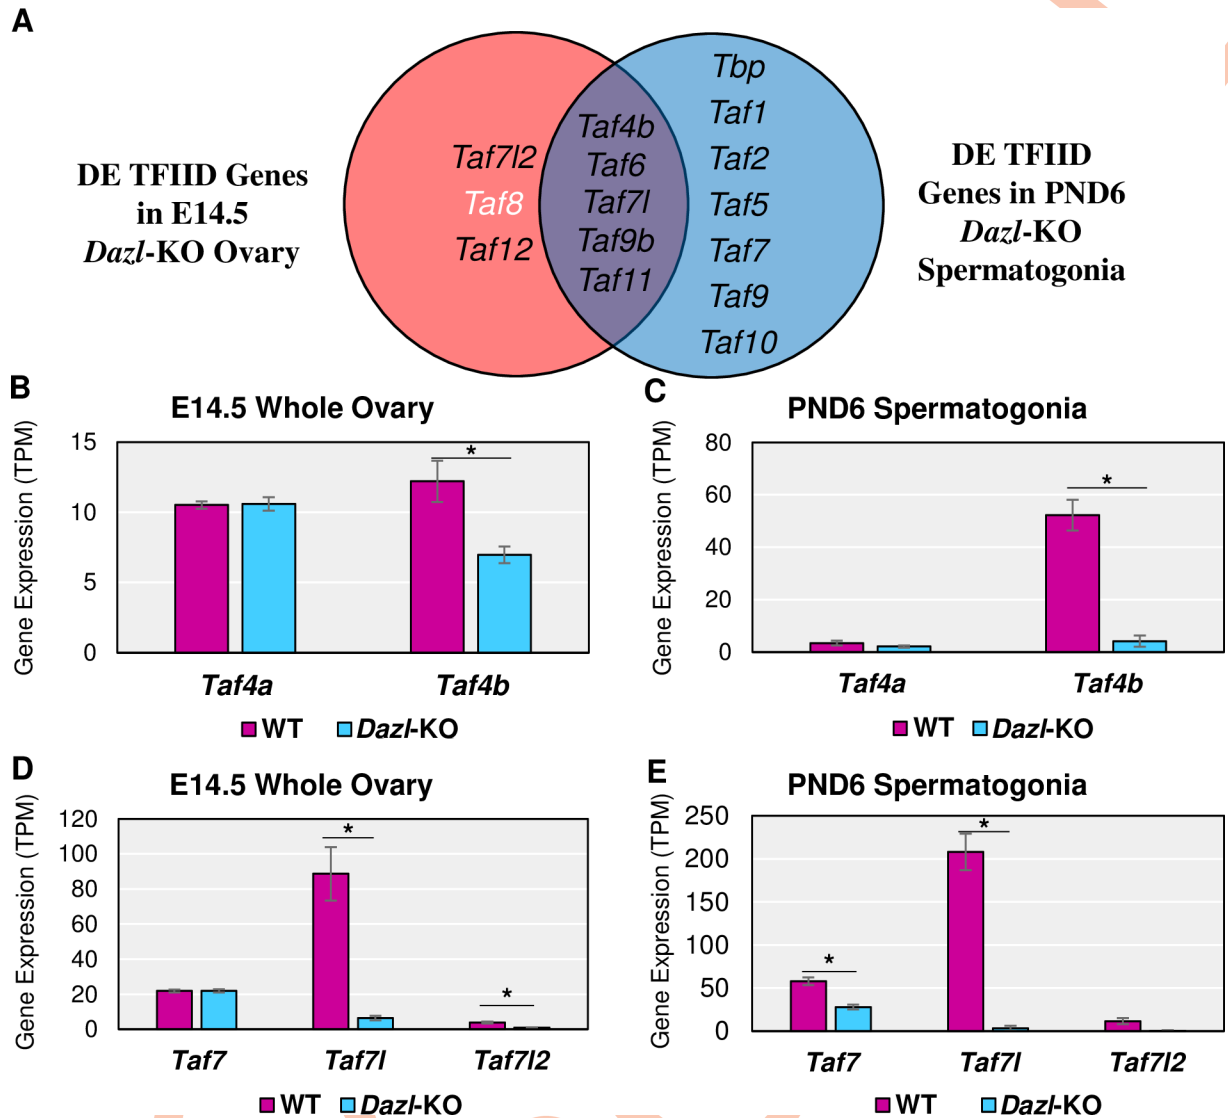 A
DE TFIID Genes
in E14.5
Dazl-KO Ovary
Taf7l2
Taf8
Taf12
Taf4b
Taf6
Taf7l
Taf9b
Taf11
Tbp
Taf1
Taf2
Taf5
Taf7
Taf9
Taf10
DE TFIID
Genes in PND6
Dazl-KO
Spermatogonia
B
E14.5 Whole Ovary
Gene Expression (TPM)
15
10
5
0
*
Taf4a Taf4b
WT Dazl-KO
C
PND6 Spermatogonia
Gene Expression (TPM)
80
60
40
20
0
*
Taf4a Taf4b
WT Dazl-KO
D
E14.5 Whole Ovary
Gene Expression (TPM)
120
100
80
60
40
20
0
*
*
Taf7 Taf7l Taf7l2
WT Dazl-KO
E
PND6 Spermatogonia
Gene Expression (TPM)
250
200
150
100
50
0
*
*
Taf7 Taf7l Taf7l2
WT Dazl-KO